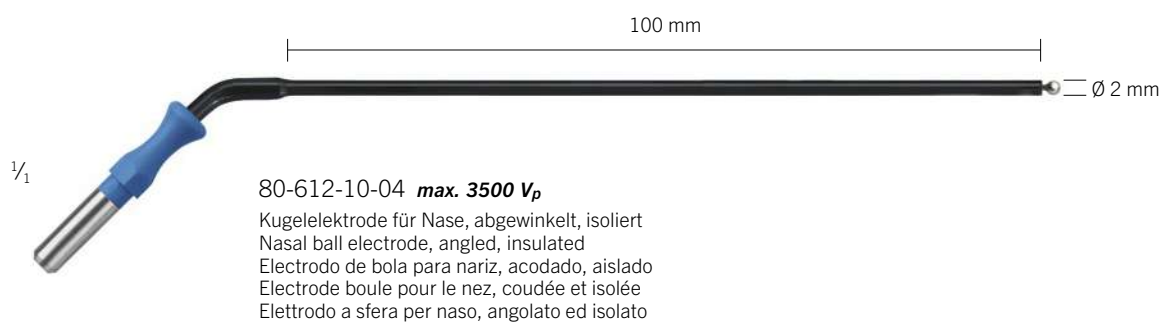 100 mm
Ø 2 mm
1/1
80-612-10-04 max. 3500 Vp
Kugelelektrode für Nase, abgewinkelt, isoliert
Nasal ball electrode, angled, insulated
Electrodo de bola para nariz, acodado, aislado
Electrode boule pour le nez, coudée et isolée
Elettrodo a sfera per naso, angolato ed isolato